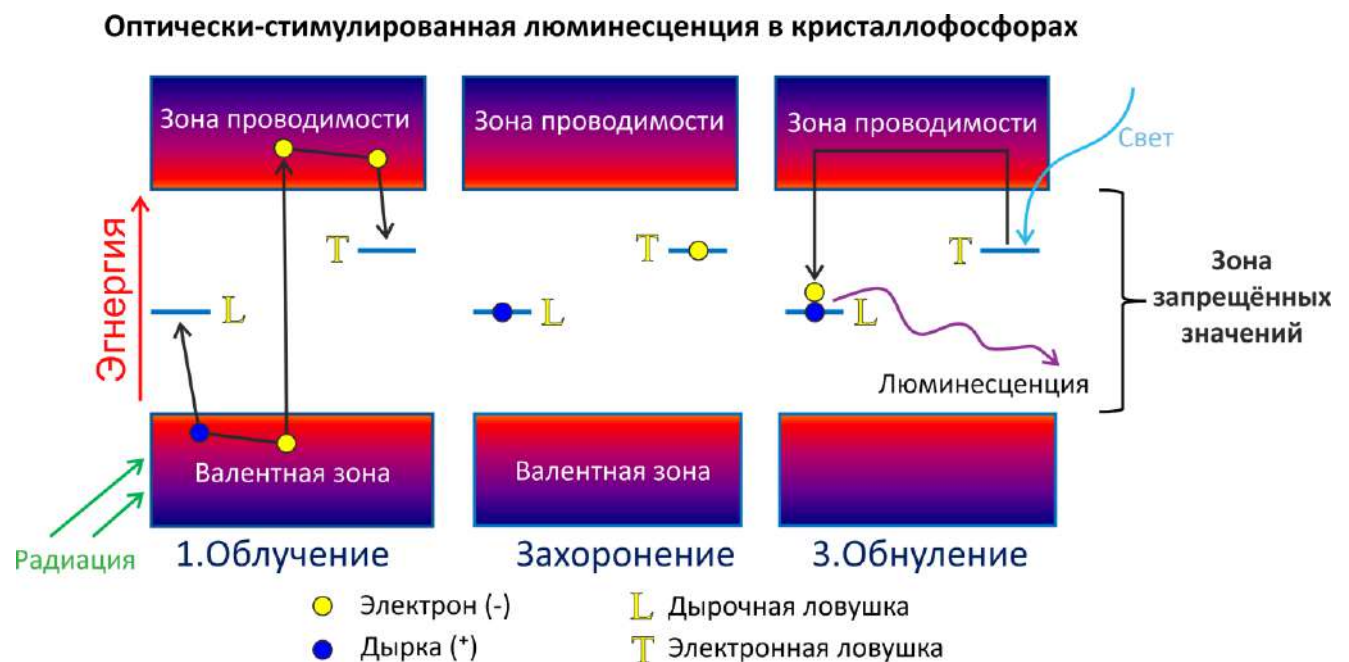 Оптически-стимулированная люминесценция в кристаллофосфорах
Зона проводимости
Зона проводимости
Зона проводимости
Свет
Эгнергия
T
T
T
L
L
L
Зона
запрещённых
значений
Люминесценция
Валентная зона
Валентная зона
Радиация
1.Облучение
Захоронение
3.Обнуление
Электрон (-)
L Дырочная ловушка
Дырка (+)
T Электронная ловушка